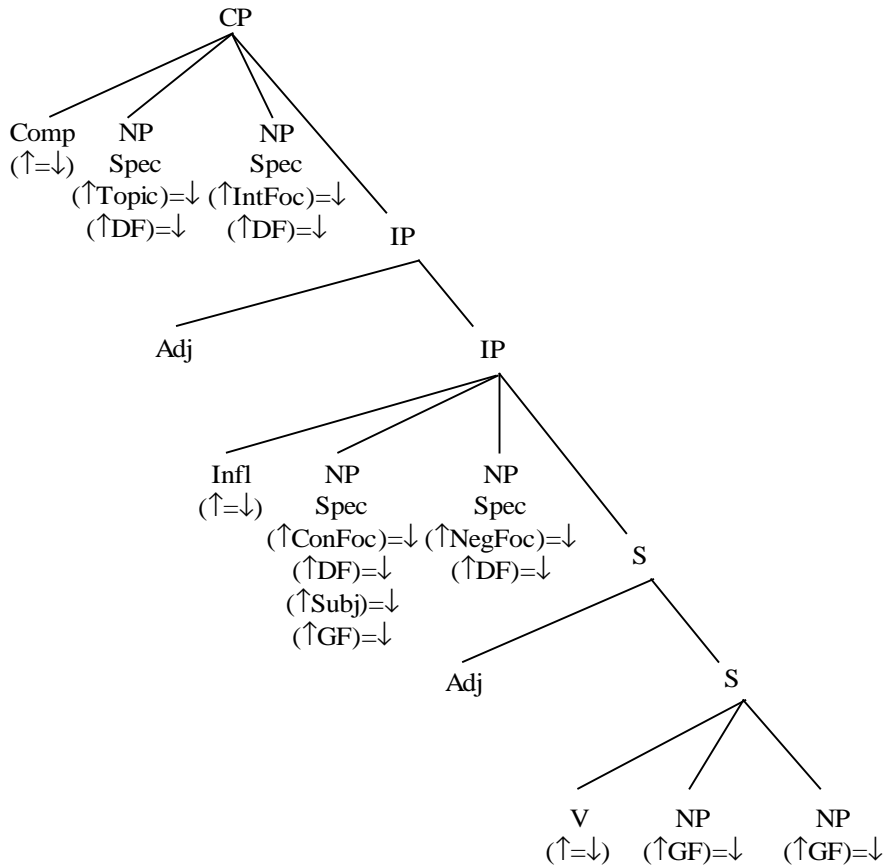 CP
Comp NP NP
(↑=↓) Spec Spec
(↑Topic)=↓ (↑IntFoc)=↓
(↑DF)=↓ (↑DF)=↓
IP
Adj IP
Infl NP NP
(↑=↓) Spec Spec
(↑ConFoc)=↓ (↑NegFoc)=↓
(↑DF)=↓ (↑DF)=↓ S
(↑Subj)=↓
(↑GF)=↓
Adj S
V NP NP
(↑=↓) (↑GF)=↓ (↑GF)=↓